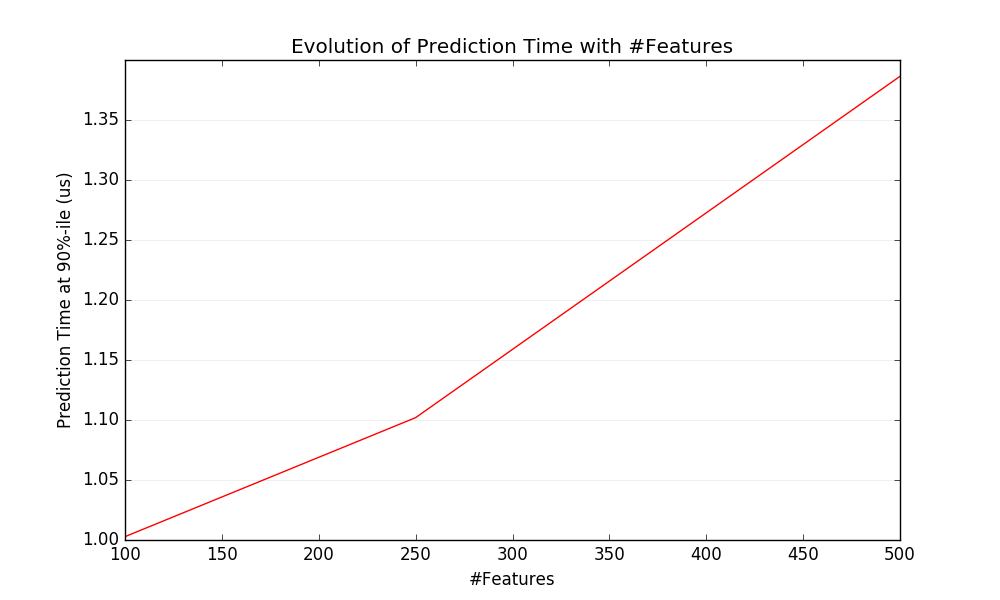 Evolution of Prediction Time with #Features
Prediction Time at 90%-ile (us)
1.35
1.30
1.25
1.20
1.15
1.10
1.05
1.00
100 150 200 250 300 350 400 450 500
#Features